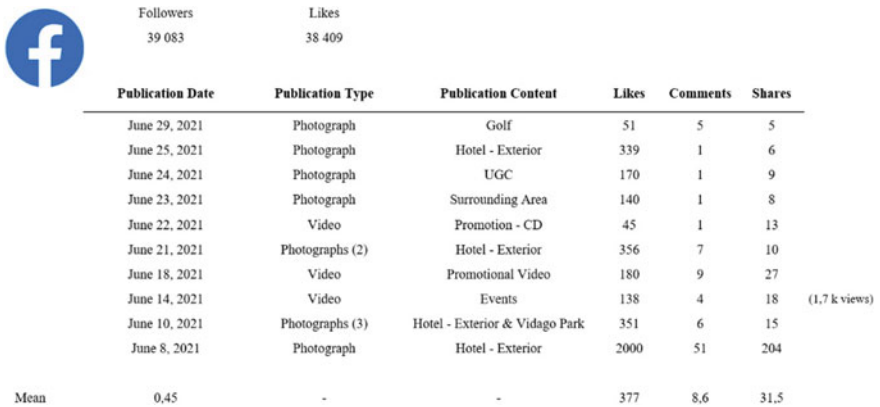 Followers Likes
39 083 38 409
Publication Date Publication Type Publication Content Likes Comments Shares
June 29, 2021 Photograph Golf 51 5 5
June 25, 2021 Photograph Hotel - Exterior 339 1 6
June 24, 2021 Photograph UGC 170 1 9
June 23, 2021 Photograph Surrounding Area 140 1 8
June 22, 2021 Video Promotion - CD 45 1 13
June 21, 2021 Photographs (2) Hotel - Exterior 356 7 10
June 18, 2021 Video Promotional Video 180 9 27
June 14, 2021 Video Events 138 4 18 (1,7 k views)
June 10, 2021 Photographs (3) Hotel - Exterior & Vidago Park 351 6 15
June 8, 2021 Photograph Hotel - Exterior 2000 51 204
Mean 0,45 - - 377 8,6 31,5